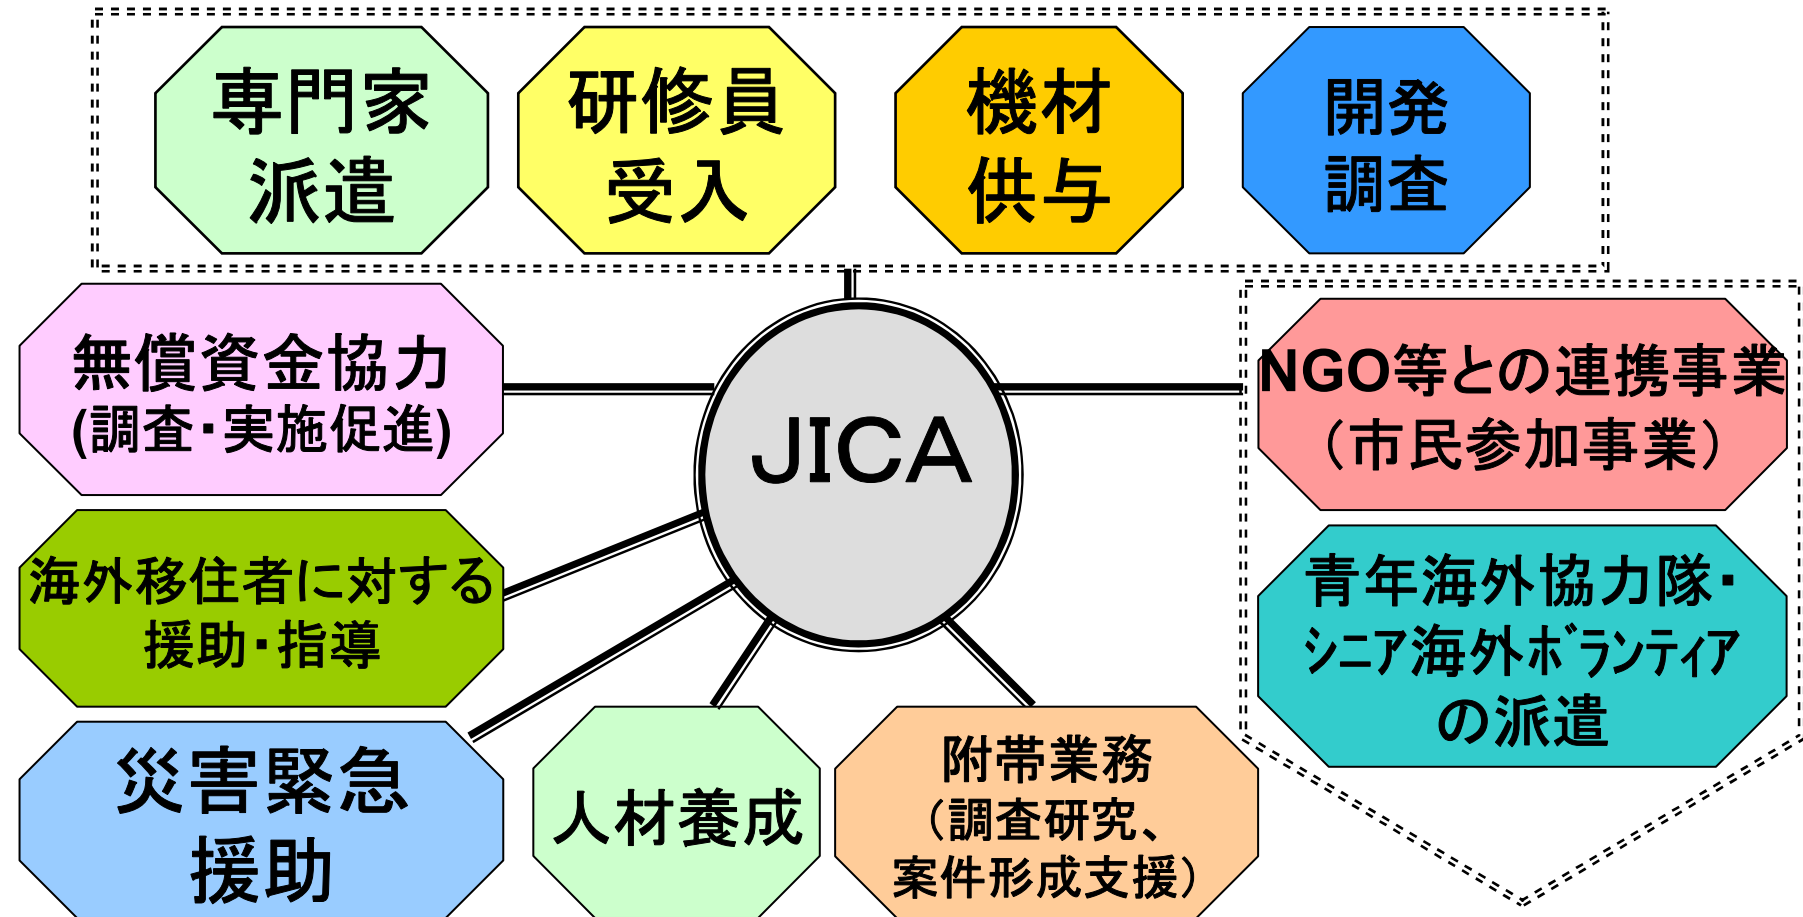 専門家
派遣
研修員
受入
機材
供与
開発
調査
無償資金協力
(調査・実施促進)
JICA
NGO等との連携事業
（市民参加事業）
海外移住者に対する
援助・指導
青年海外協力隊・
ｼﾆｱ海外ﾎﾞﾗﾝﾃｨｱ
の派遣
災害緊急
援助
人材養成
附帯業務
（調査研究、
案件形成支援）